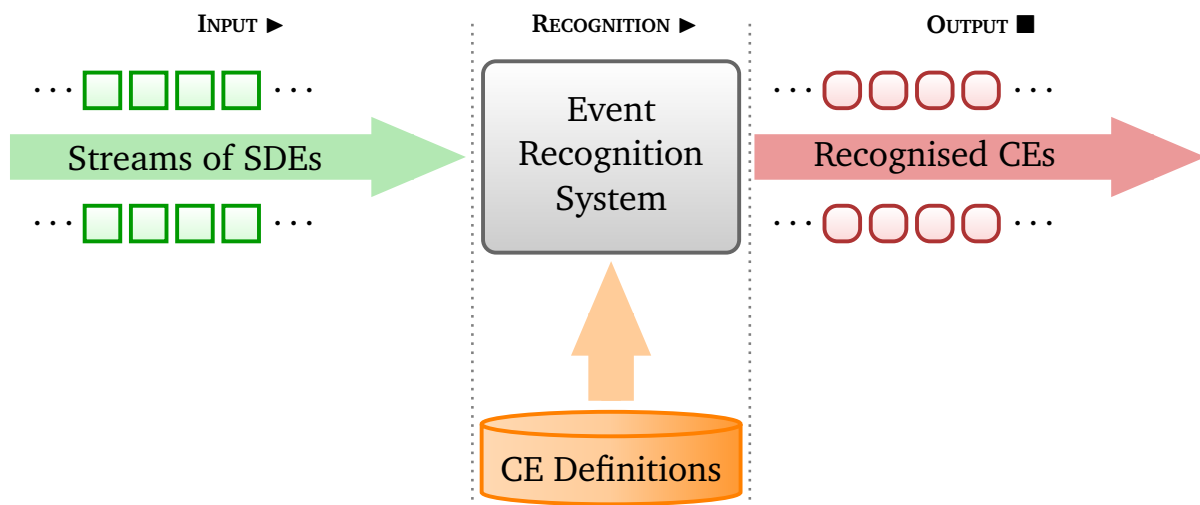 INPUT ►
RECOGNITION ►
OUTPUT ■
··· ···
··· ···
Event
Recognition
System
Streams of SDEs
Recognised CEs
··· ···
··· ···
CE Definitions